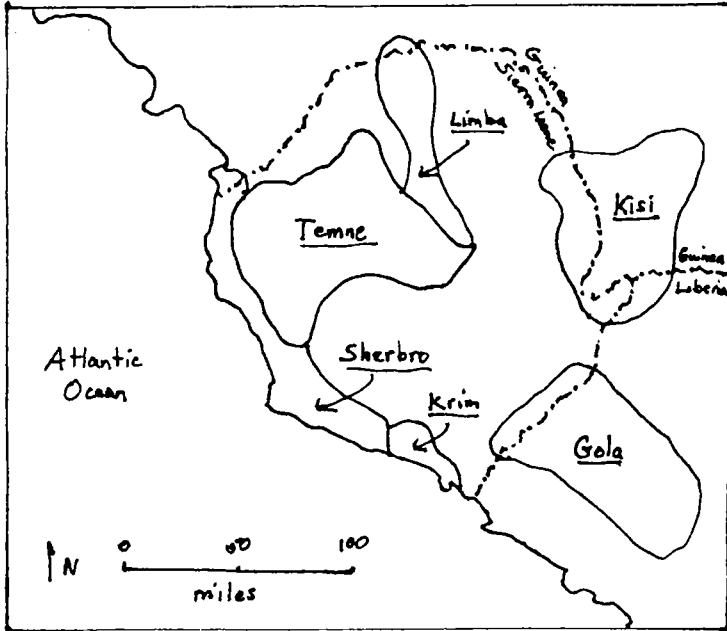 Guinea
Sierra Leone
Limba
Kisi
Temne
Guinea
Liberia
Sherbro
Atlantic
Ocean
Krim
Gola
N
0
100
miles